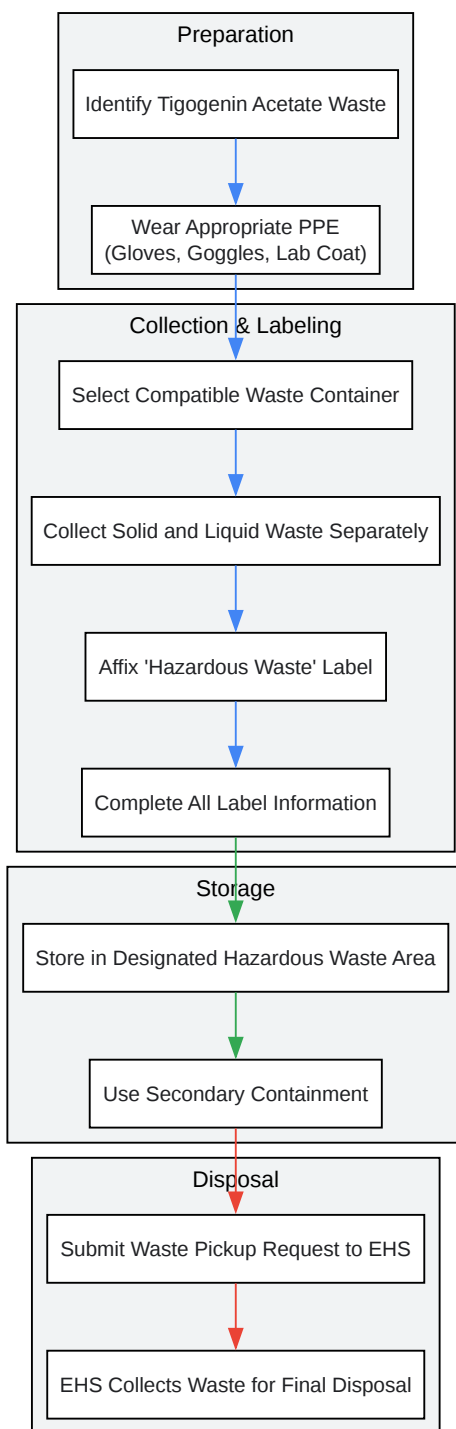 Preparation
Identify Tigogenin Acetate Waste
Wear Appropriate PPE
(Gloves, Goggles, Lab Coat)
Collection & Labeling
Select Compatible Waste Container
Collect Solid and Liquid Waste Separately
Affix 'Hazardous Waste' Label
Complete All Label Information
Storage
Store in Designated Hazardous Waste Area
Use Secondary Containment
Disposal
Submit Waste Pickup Request to EHS
EHS Collects Waste for Final Disposal